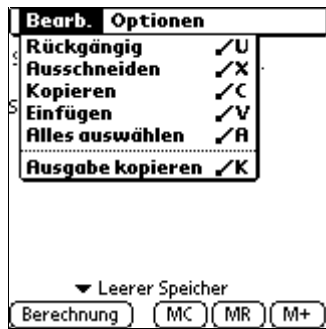 Bearb. Optionen
Rückgängig ⁄U
Ausschneiden ⁄X
Kopieren ⁄C
Einfügen ⁄V
Alles auswählen ⁄A
Ausgabe kopieren ⁄K
Leerer Speicher
Berechnung MC MR M+